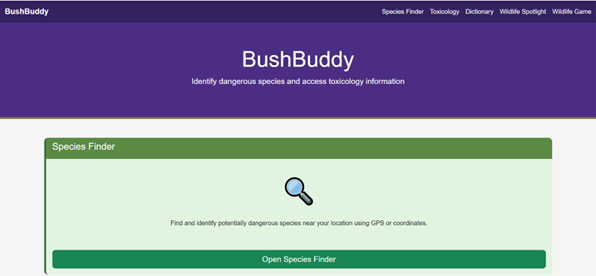 BushBuddy
Species Finder Toxicology Dictionary Wildlife Spotlight Wildlife Game
BushBuddy
Identify dangerous species and access toxicology information
Species Finder
Find and identify potentially dangerous species near your location using GPS or coordinates.
Open Species Finder